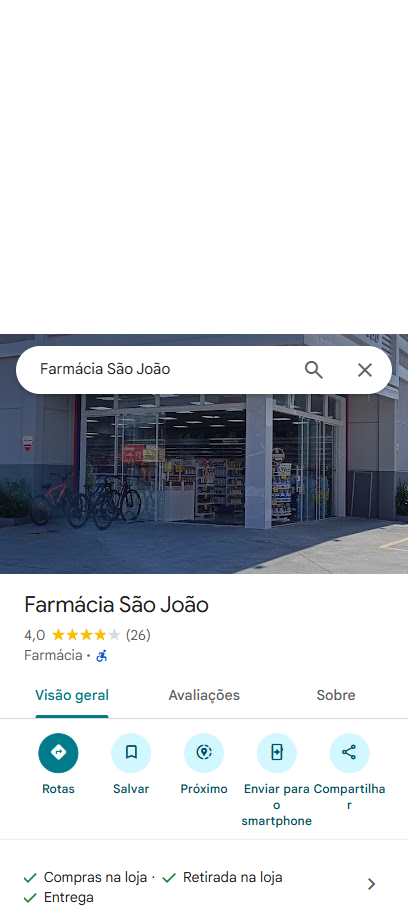 Farmácia São João
Farmácia São João
4,0 (26)
Farmácia ·
Visão geral Avaliações Sobre
Rotas Salvar Próximo Enviar para o smartphone Compartilhar
Compras na loja · Retirada na loja
Entrega